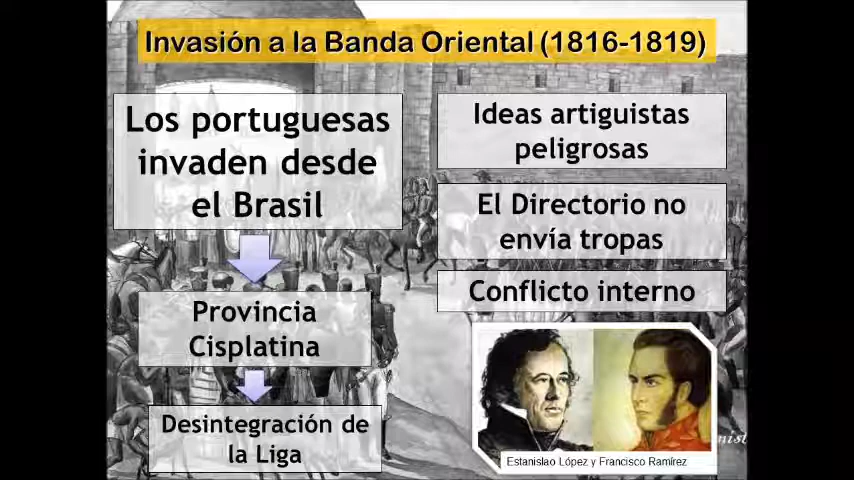 Invasión a la Banda Oriental (1816-1819)
Los portuguesas
invaden desde
el Brasil
Provincia
Cisplatina
Desintegración de
la Liga
Ideas artiguistas
peligrosas
El Directorio no
envía tropas
Conflicto interno
Estanislao López y Francisco Ramírez